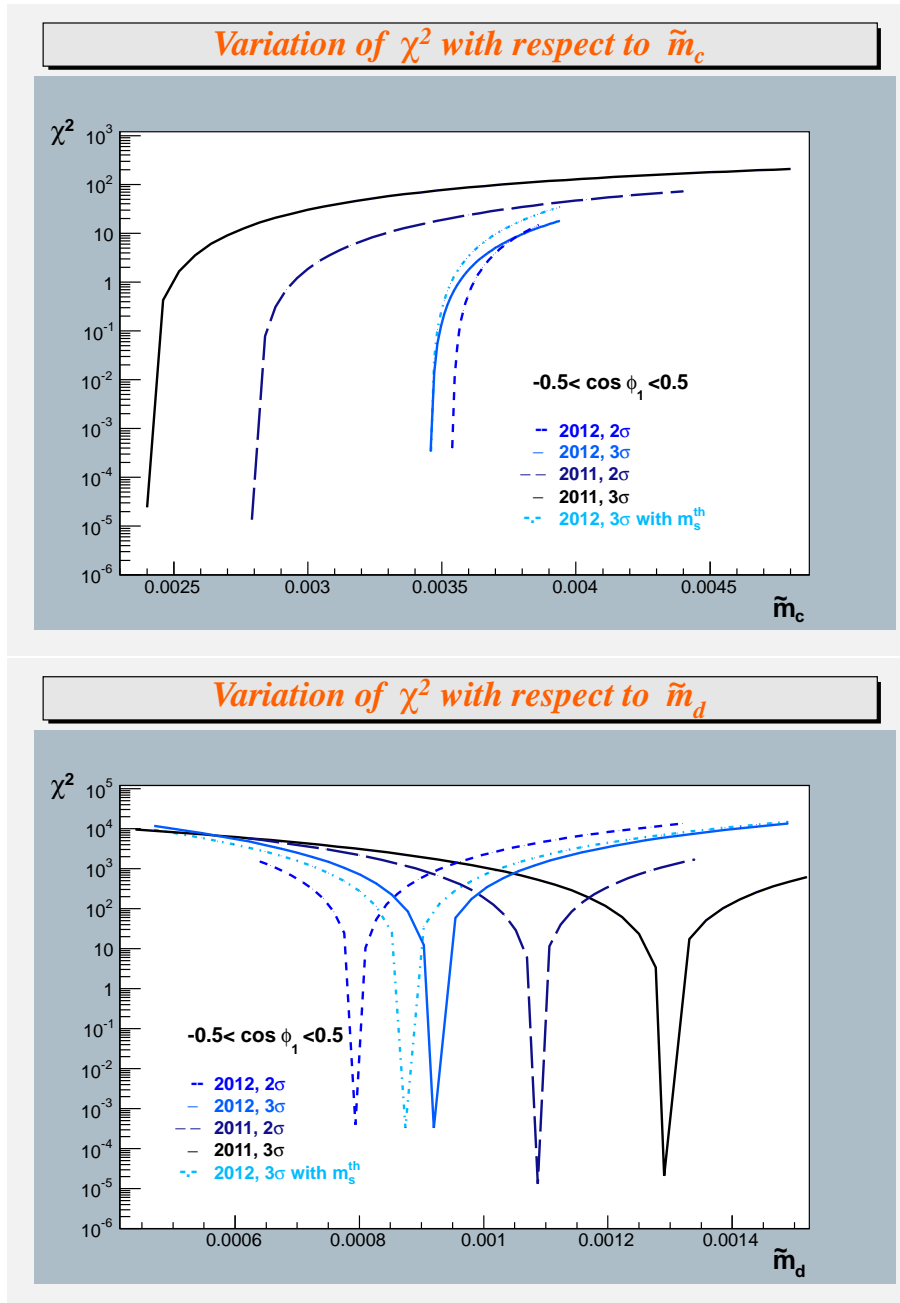 Variation of χ² with respect to m̃_c
χ²
10³
10²
10
1
10⁻¹
10⁻²
10⁻³
10⁻⁴
10⁻⁵
10⁻⁶
-0.5< cos ϕ₁ <0.5
-- 2012, 2σ
– 2012, 3σ
– – 2011, 2σ
– 2011, 3σ
-.- 2012, 3σ with m_s^th
0.0025 0.003 0.0035 0.004 0.0045
m̃_c
Variation of χ² with respect to m̃_d
χ²
10⁵
10⁴
10³
10²
10
1
10⁻¹
10⁻²
10⁻³
10⁻⁴
10⁻⁵
10⁻⁶
-0.5< cos ϕ₁ <0.5
-- 2012, 2σ
– 2012, 3σ
– – 2011, 2σ
– 2011, 3σ
-.- 2012, 3σ with m_s^th
0.0006 0.0008 0.001 0.0012 0.0014
m̃_d